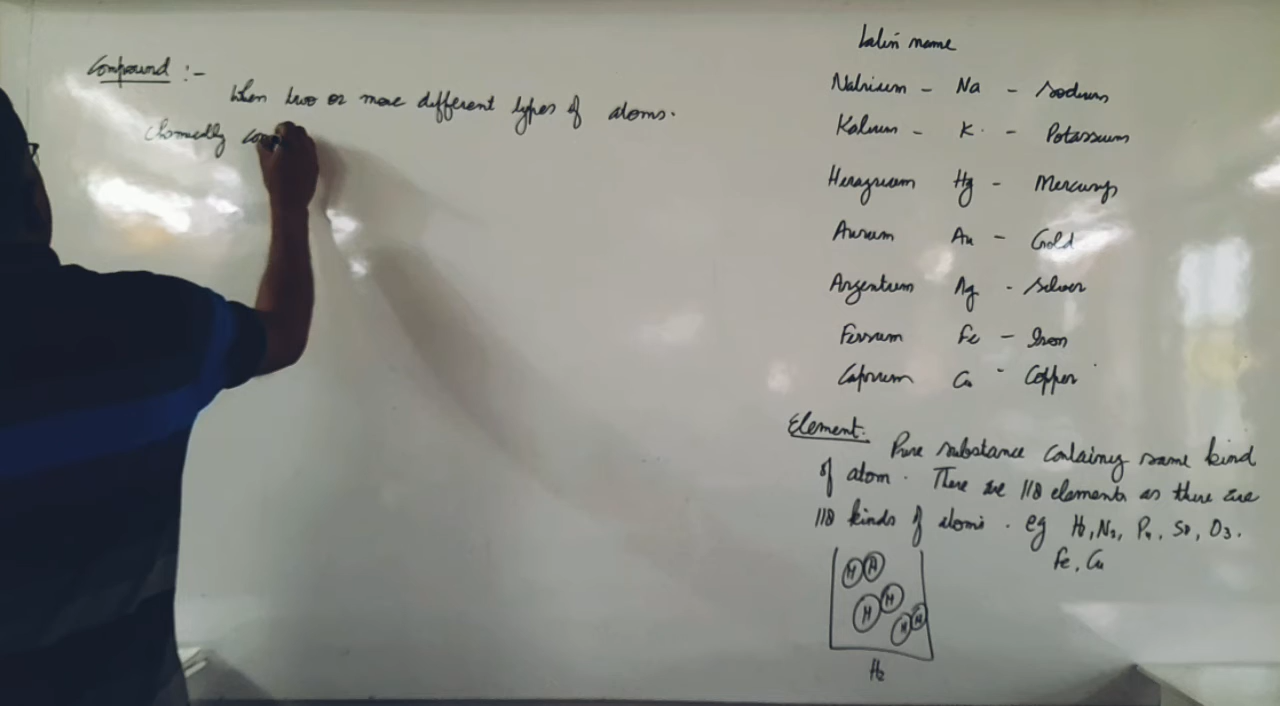 Compound :-
When two or more different types of atoms.
Chemically com
Latin name
Natrium - Na - Sodium
Kalium - K - Potassium
Hg - Mercury
Aurum Au - Gold
Argentum Ag - Silver
Ferrum Fe - Iron
Cu - Copper
Element.
Pure substance containing same kind
of atom. There are 118 elements as there are
118 kinds of atoms. eg H2, N2, P4, S8, O3.
Fe, Cu
H H
H H
H H
H2